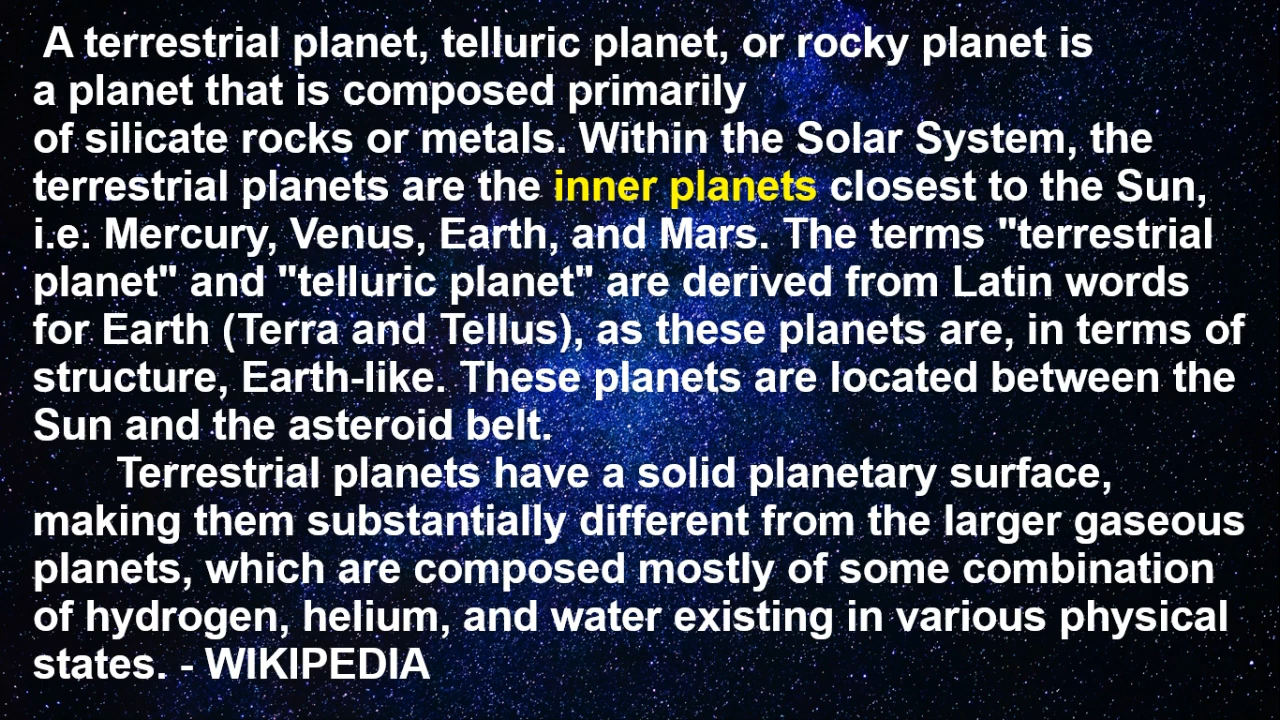 A terrestrial planet, telluric planet, or rocky planet is
a planet that is composed primarily
of silicate rocks or metals. Within the Solar System, the
terrestrial planets are the inner planets closest to the Sun,
i.e. Mercury, Venus, Earth, and Mars. The terms "terrestrial
planet" and "telluric planet" are derived from Latin words
for Earth (Terra and Tellus), as these planets are, in terms of
structure, Earth-like. These planets are located between the
Sun and the asteroid belt.
Terrestrial planets have a solid planetary surface,
making them substantially different from the larger gaseous
planets, which are composed mostly of some combination
of hydrogen, helium, and water existing in various physical
states. - WIKIPEDIA